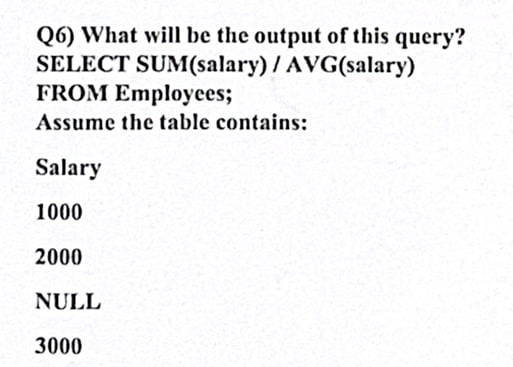 Q6) What will be the output of this query?
SELECT SUM(salary) / AVG(salary)
FROM Employees;
Assume the table contains:
Salary
1000
2000
NULL
3000